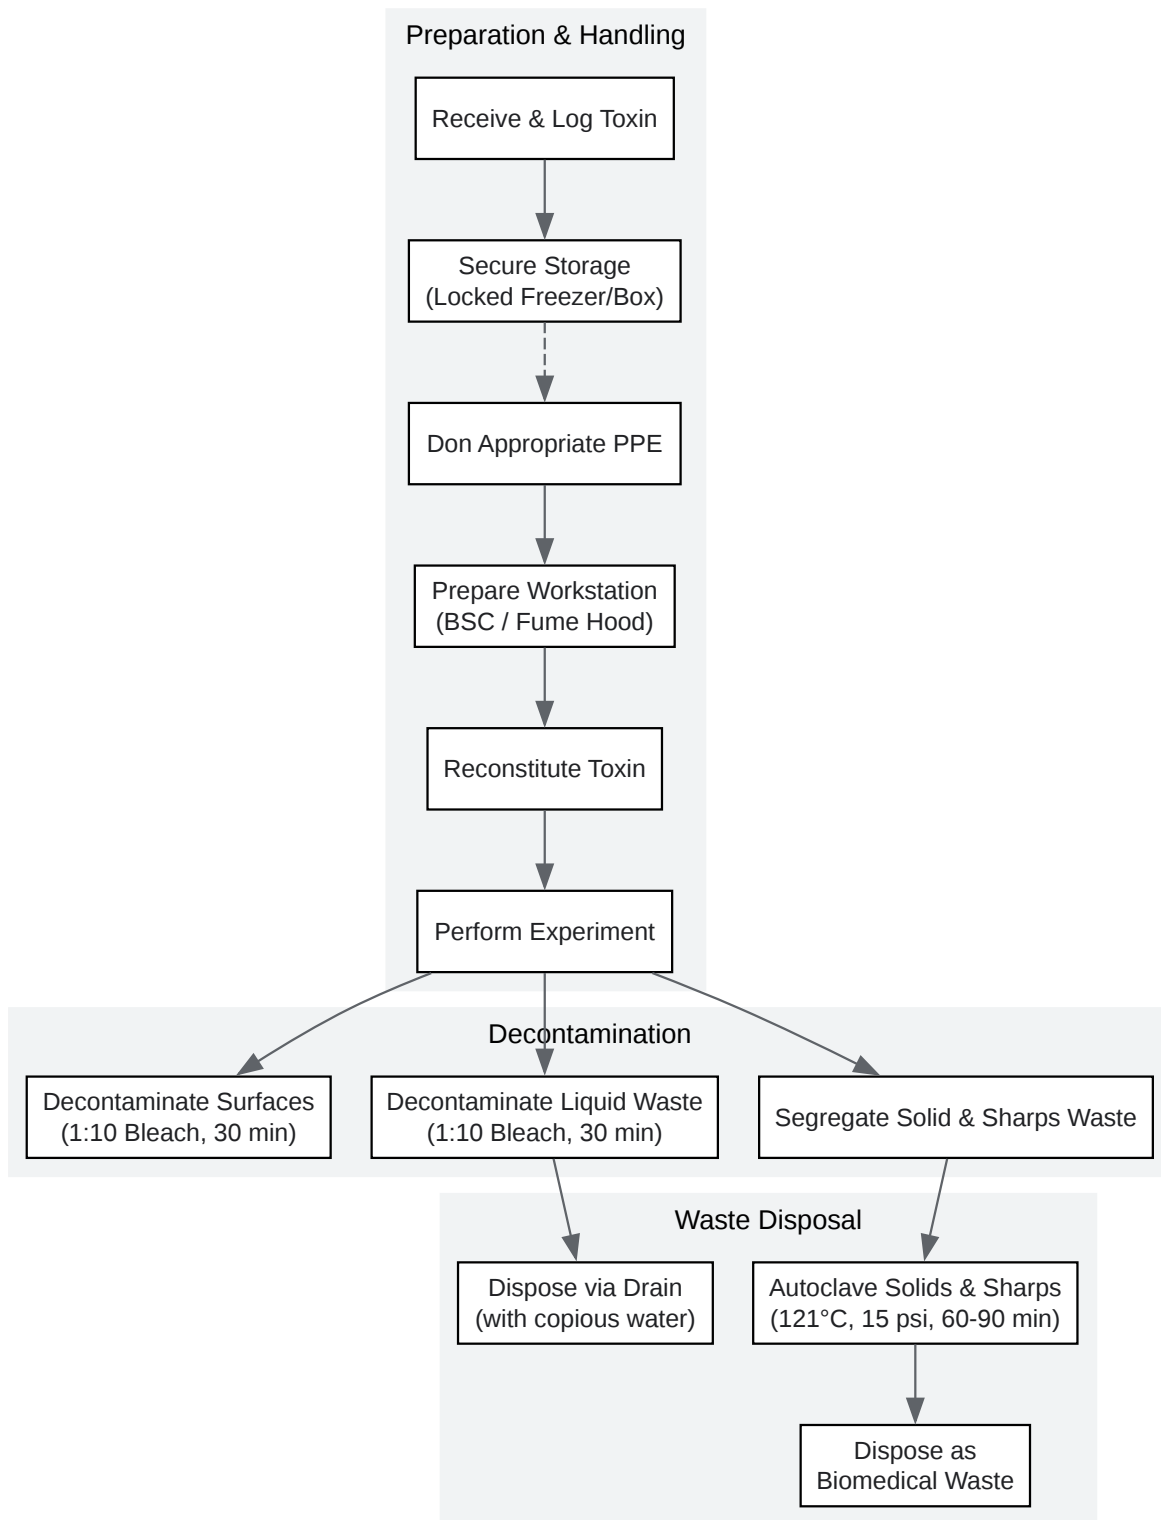 Preparation & Handling
Receive & Log Toxin
Secure Storage
(Locked Freezer/Box)
Don Appropriate PPE
Prepare Workstation
(BSC / Fume Hood)
Reconstitute Toxin
Perform Experiment
Decontamination
Decontaminate Surfaces
(1:10 Bleach, 30 min)
Decontaminate Liquid Waste
(1:10 Bleach, 30 min)
Segregate Solid & Sharps Waste
Waste Disposal
Dispose via Drain
(with copious water)
Autoclave Solids & Sharps
(121°C, 15 psi, 60-90 min)
Dispose as
Biomedical Waste